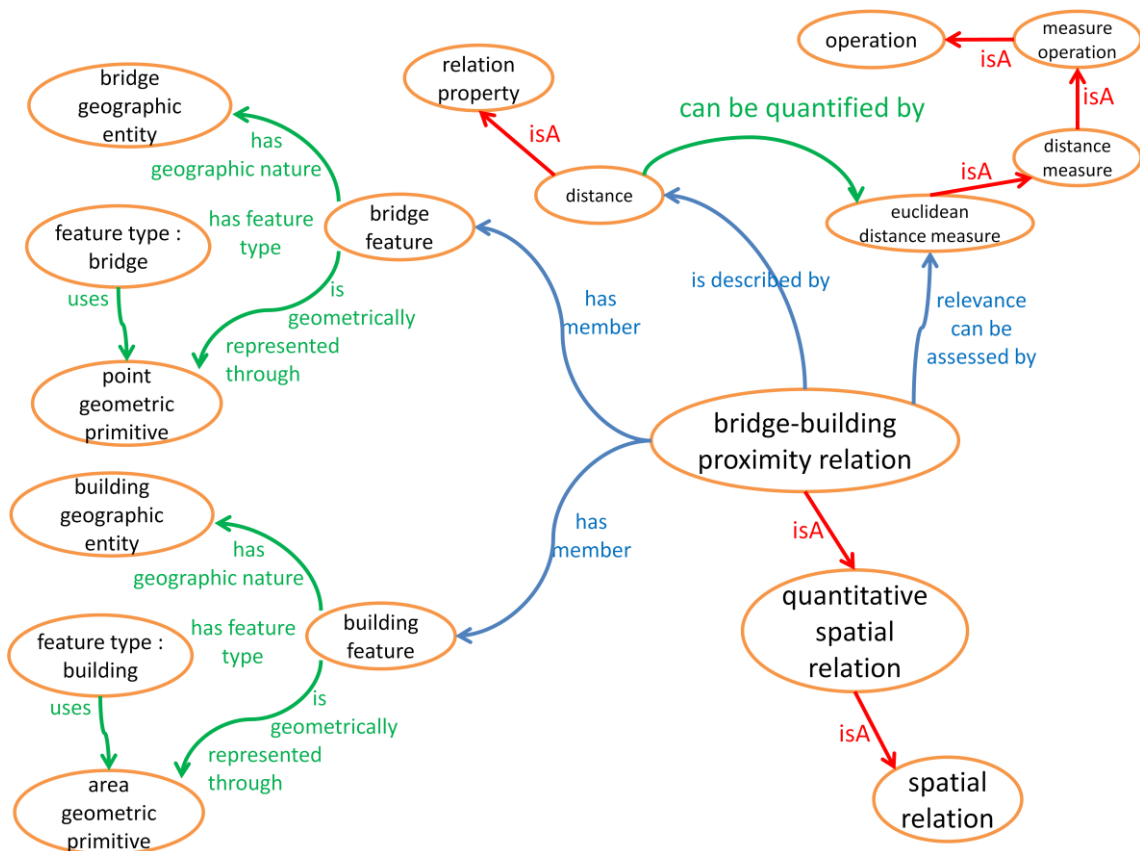 operation
isA
measure
operation
isA
relation
property
isA
can be quantified by
distance
measure
isA
bridge
geographic
entity
has
geographic nature
distance
euclidean
distance measure
feature type :
bridge
has feature
type
bridge
feature
uses
is
geometrically
represented
through
has
member
is described by
relevance
can be
assessed by
point
geometric
primitive
bridge-building
proximity relation
building
geographic
entity
has
geographic nature
has
member
isA
feature type :
building
has feature
type
building
feature
quantitative
spatial
relation
uses
is
geometrically
represented
through
isA
area
geometric
primitive
spatial
relation